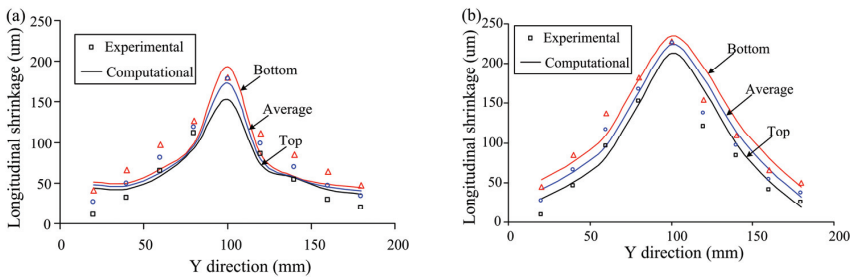 (a)
Longitudinal shrinkage (um)
250
200
150
100
50
0
Experimental
Computational
Bottom
Average
Top
0 50 100 150 200
Y direction (mm)
(b)
Longitudinal shrinkage (um)
250
200
150
100
50
0
Experimental
Computational
Bottom
Average
Top
0 50 100 150 200
Y direction (mm)